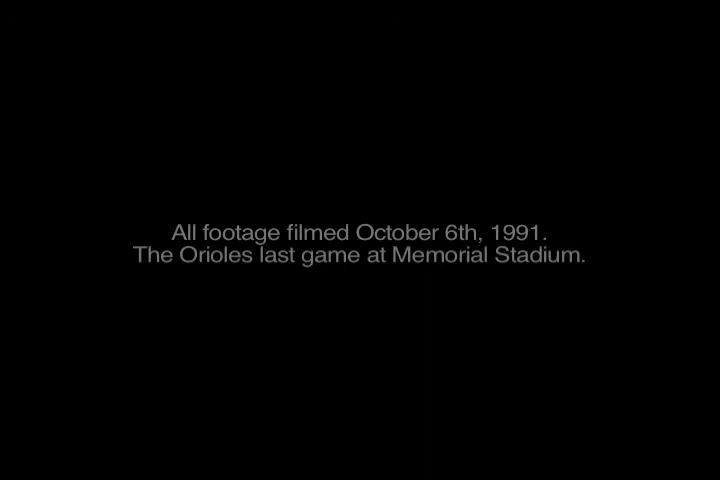 All footage filmed October 6th, 1991.
The Orioles last game at Memorial Stadium.